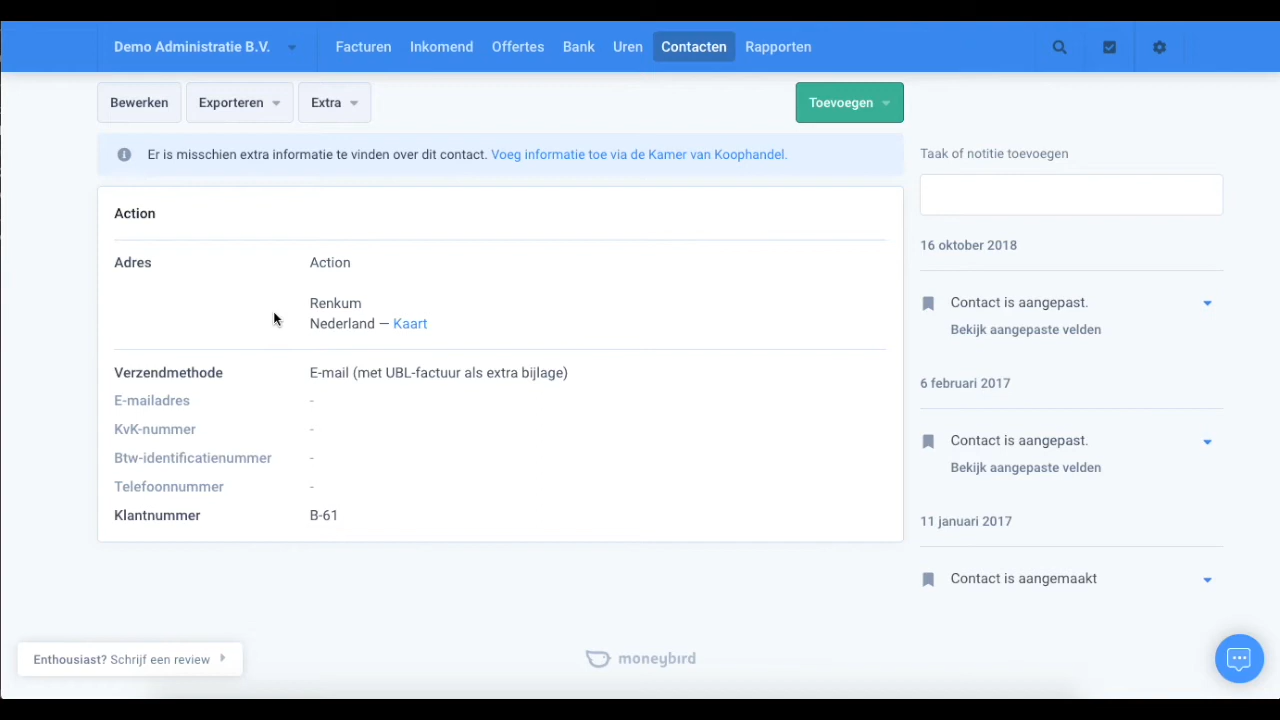 Demo Administratie B.V. Facturen Inkomend Offertes Bank Uren Contacten Rapporten
Bewerken Exporteren Extra Toevoegen
Er is misschien extra informatie te vinden over dit contact. Voeg informatie toe via de Kamer van Koophandel.
Action
Adres Action
Renkum
Nederland — Kaart
Verzendmethode E-mail (met UBL-factuur als extra bijlage)
E-mailadres -
KvK-nummer -
Btw-identificatienummer -
Telefoonnummer -
Klantnummer B-61
Taak of notitie toevoegen
16 oktober 2018
Contact is aangepast.
Bekijk aangepaste velden
6 februari 2017
Contact is aangepast.
Bekijk aangepaste velden
11 januari 2017
Contact is aangemaakt
Enthousiast? Schrijf een review
moneybird